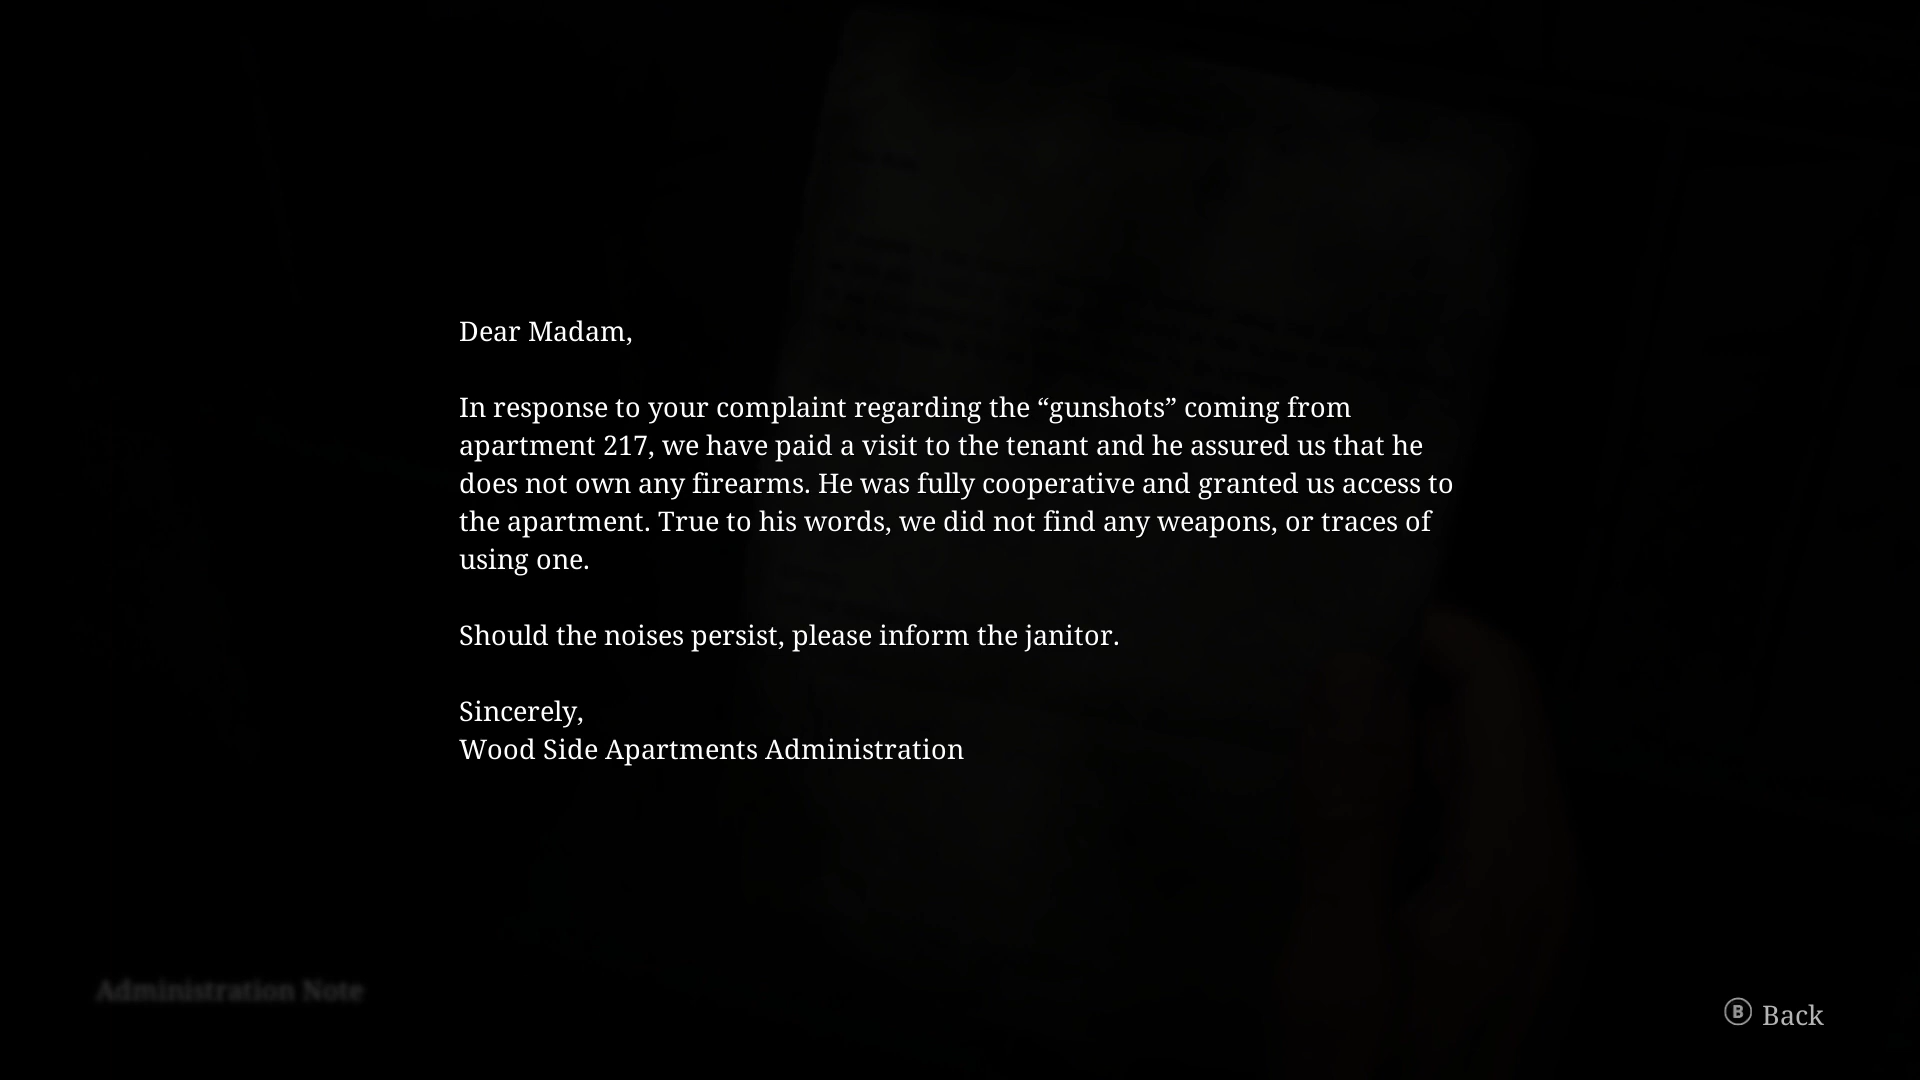 Dear Madam,
In response to your complaint regarding the “gunshots” coming from
apartment 217, we have paid a visit to the tenant and he assured us that he
does not own any firearms. He was fully cooperative and granted us access to
the apartment. True to his words, we did not find any weapons, or traces of
using one.
Should the noises persist, please inform the janitor.
Sincerely,
Wood Side Apartments Administration
Administration Note
B Back